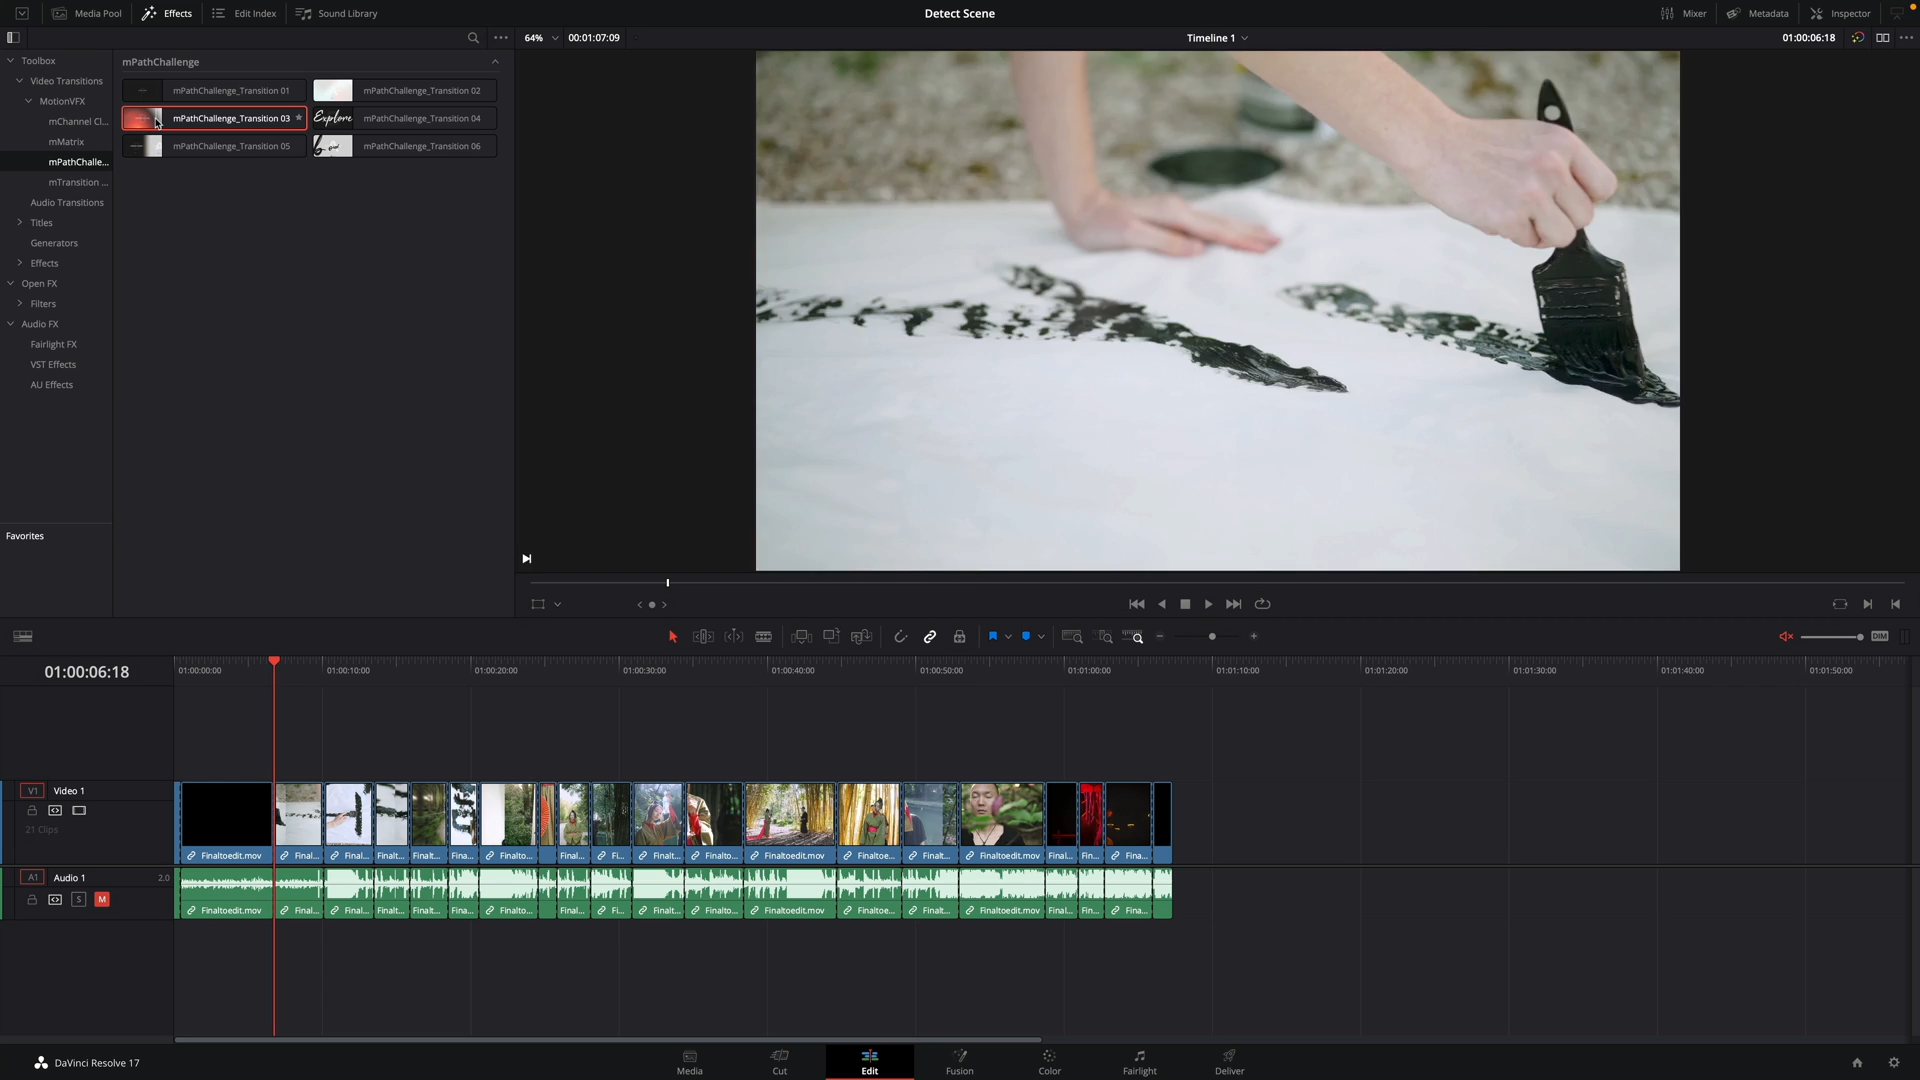 Media Pool Effects Edit Index Sound Library Detect Scene Mixer Metadata Inspector
64% 00:01:07:09 Timeline 1 01:00:06:18
Toolbox
Video Transitions
MotionVFX
mChannel Cl...
mMatrix
mPathChalle...
mTransition ...
Audio Transitions
Titles
Generators
Effects
Open FX
Filters
Audio FX
Fairlight FX
VST Effects
AU Effects
Favorites
mPathChallenge
mPathChallenge_Transition 01 mPathChallenge_Transition 02
mPathChallenge_Transition 03 Explore mPathChallenge_Transition 04
mPathChallenge_Transition 05 mPathChallenge_Transition 06
DIM
01:00:06:18 01:00:00:00 01:00:10:00 01:00:20:00 01:00:30:00 01:00:40:00 01:00:50:00 01:01:00:00 01:01:10:00 01:01:20:00 01:01:30:00 01:01:40:00 01:01:50:00
V1 Video 1
21 Clips
Finaltoedit.mov Final... Final... Finalt... Finalt... Fina... Finalto... Final... Fi... Finalt... Finalto... Finaltoedit.mov Finaltoe... Finalt... Finaltoedit.mov Final... Fin... Fina...
A1 Audio 1 2.0
S M
Finaltoedit.mov Final... Final... Finalt... Finalt... Fina... Finalto... Final... Fi... Finalt... Finalto... Finaltoedit.mov Finaltoe... Finalt... Finaltoedit.mov Final... Fin... Fina...
DaVinci Resolve 17 Media Cut Edit Fusion Color Fairlight Deliver